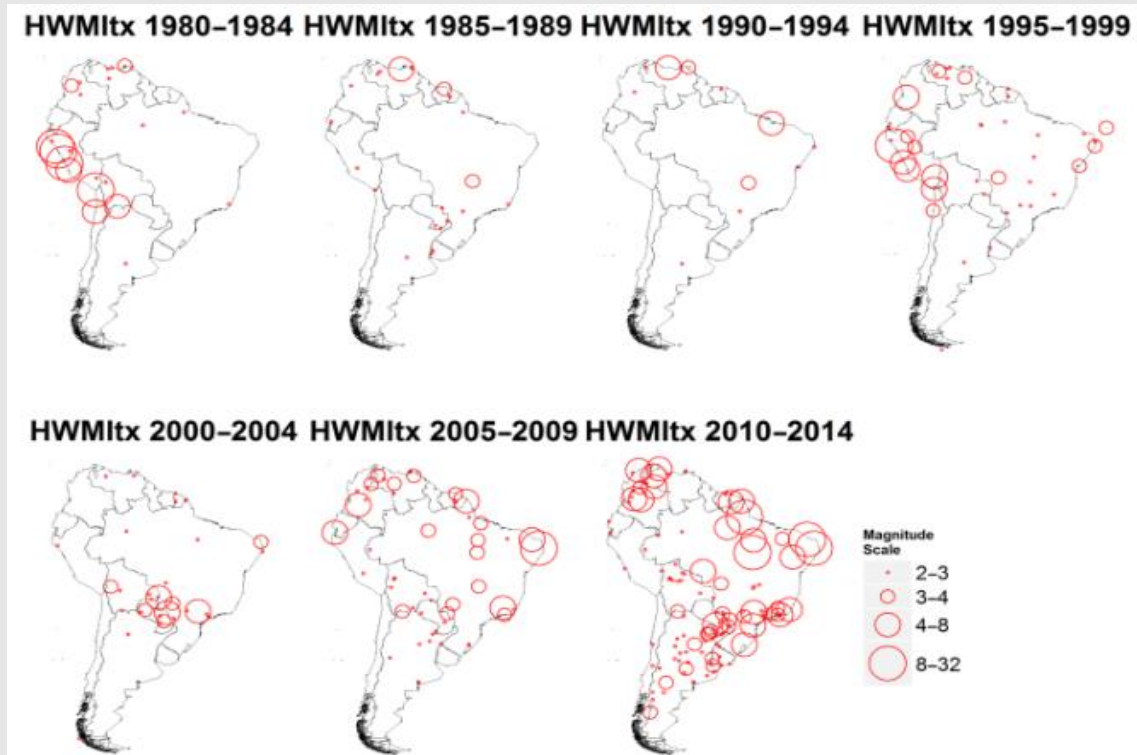 HWMItx 1980–1984 HWMItx 1985–1989 HWMItx 1990–1994 HWMItx 1995–1999
HWMItx 2000–2004 HWMItx 2005–2009 HWMItx 2010–2014
Magnitude
Scale
2–3
3–4
4–8
8–32